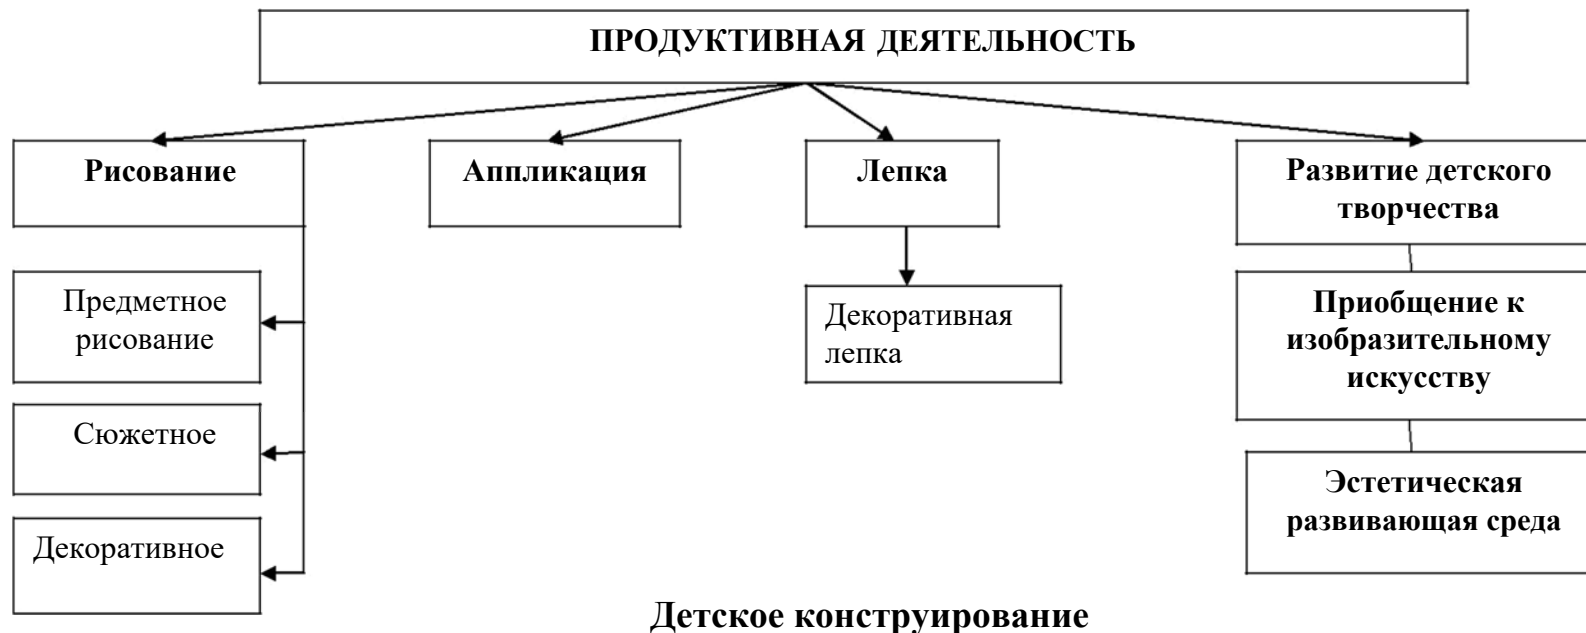 ПРОДУКТИВНАЯ ДЕЯТЕЛЬНОСТЬ
Рисование
Аппликация
Лепка
Развитие детского
творчества
Предметное
рисование
Декоративная
лепка
Приобщение к
изобразительному
искусству
Сюжетное
Эстетическая
развивающая среда
Декоративное
Детское конструирование